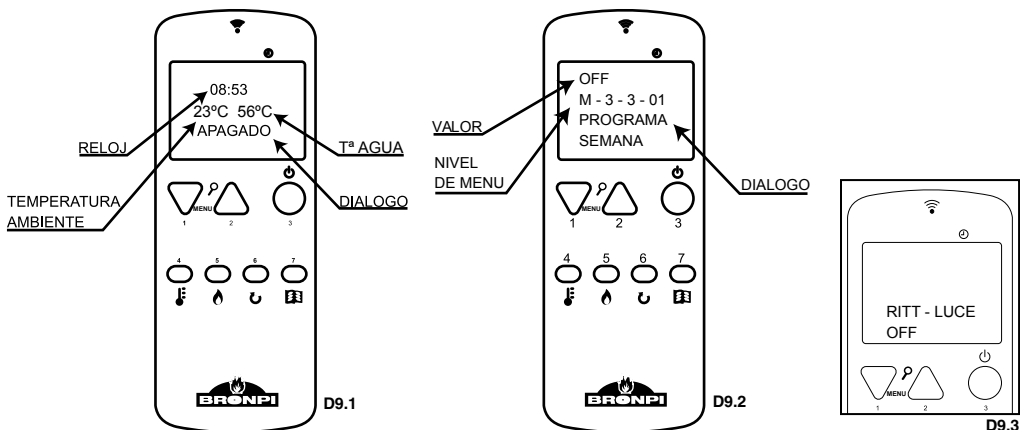 08:53
23ºC 56ºC
APAGADO
RELOJ
Tª AGUA
TEMPERATURA
AMBIENTE
DIALOGO
MENU
1 2 3
4 5 6 7
BRONPI
D9.1
OFF
M - 3 - 3 - 01
PROGRAMA
SEMANA
VALOR
NIVEL
DE MENU
DIALOGO
MENU
1 2 3
4 5 6 7
BRONPI
D9.2
RITT - LUCE
OFF
MENU
1 2 3
D9.3